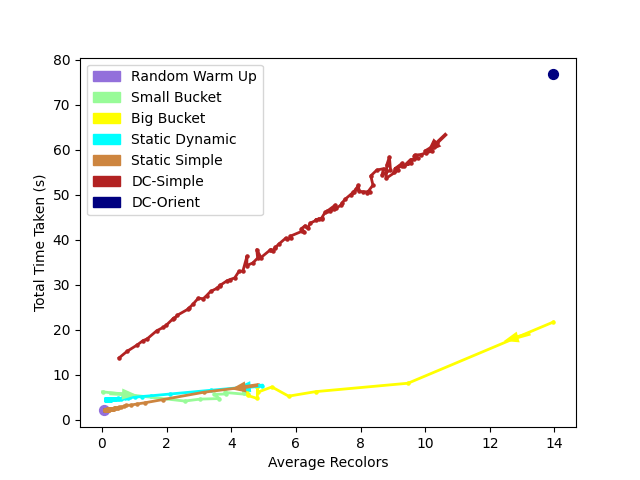 Total Time Taken (s)
80
70
60
50
40
30
20
10
0
Random Warm Up
Small Bucket
Big Bucket
Static Dynamic
Static Simple
DC-Simple
DC-Orient
0 2 4 6 8 10 12 14
Average Recolors